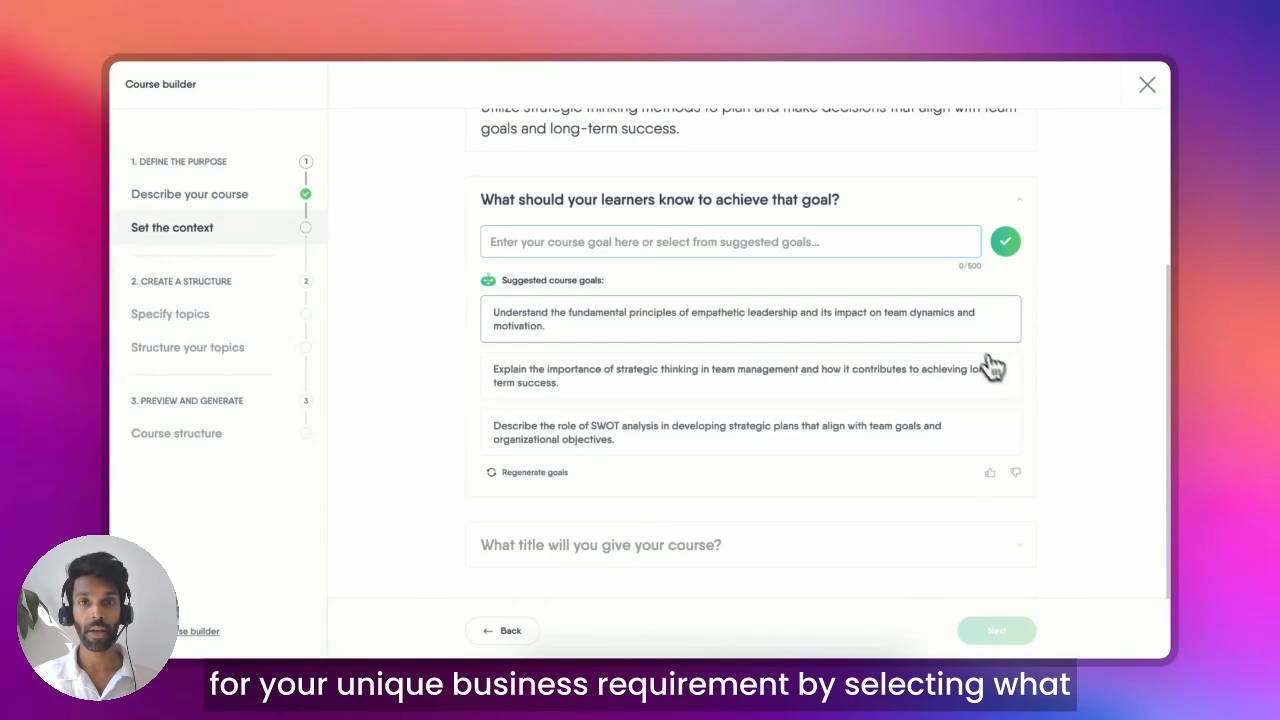 Course builder
1. DEFINE THE PURPOSE
1
Describe your course
Set the context
2. CREATE A STRUCTURE
2
Specify topics
Structure your topics
3. PREVIEW AND GENERATE
3
Course structure
se builder
Utilize strategic thinking methods to plan and make decisions that align with team
goals and long-term success.
What should your learners know to achieve that goal?
Enter your course goal here or select from suggested goals...
0/500
Suggested course goals:
Understand the fundamental principles of empathetic leadership and its impact on team dynamics and
motivation.
Explain the importance of strategic thinking in team management and how it contributes to achieving
term success.
Describe the role of SWOT analysis in developing strategic plans that align with team goals and
organizational objectives.
Regenerate goals
What title will you give your course?
Back
Next
for your unique business requirement by selecting what